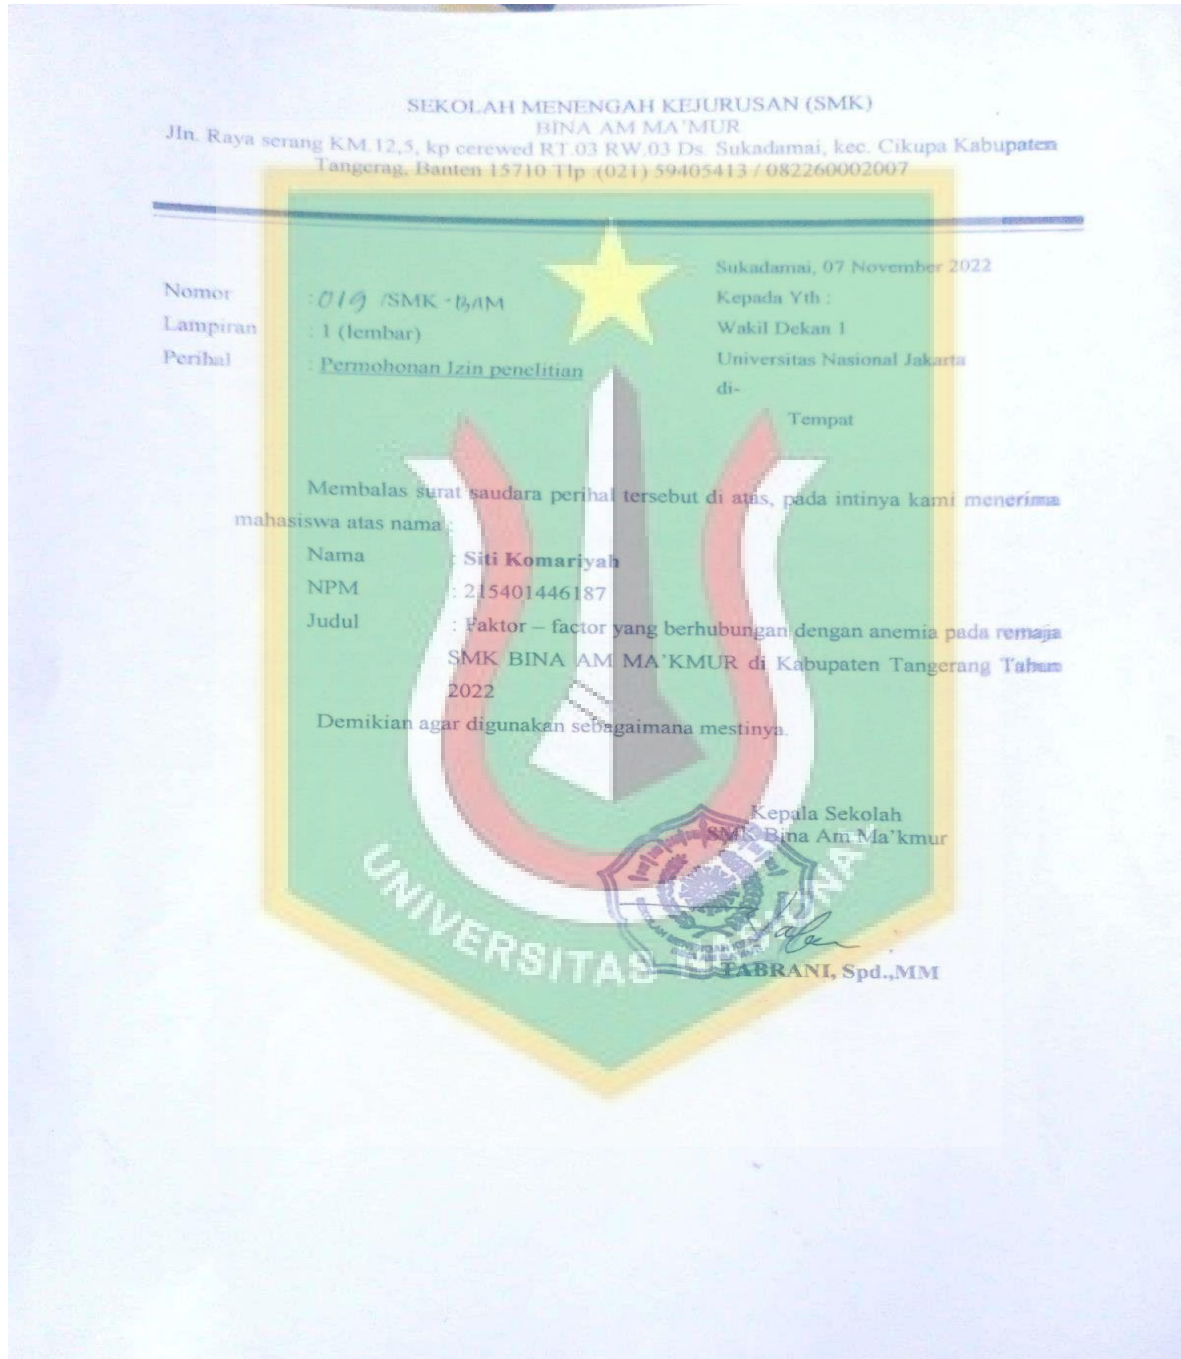 SEKOLAH MENENGAH KEJURUSAN (SMK)
BINA AM MA'MUR
Jln. Raya serang KM.12,5, kp cerewed RT.03 RW.03 Ds. Sukadamai, kec. Cikupa Kabupaten
Tangerag, Banten 15710 Tlp :(021) 59405413 / 082260002007
Sukadamai, 07 November 2022
Nomor : 019 /SMK - BAM
Kepada Yth :
Lampiran : 1 (lembar)
Wakil Dekan 1
Perihal : Permohonan Izin penelitian
Universitas Nasional Jakarta
di-
Tempat
Membalas surat saudara perihal tersebut di atas, pada intinya kami menerima
mahasiswa atas nama :
Nama : Siti Komariyah
NPM : 215401446187
Judul : Faktor – factor yang berhubungan dengan anemia pada remaja
SMK BINA AM MA'KMUR di Kabupaten Tangerang Tahun
2022
Demikian agar digunakan sebagaimana mestinya.
Kepala Sekolah
SMK Bina Am Ma'kmur
TABRANI, Spd.,MM
UNIVERSITAS NASIONAL